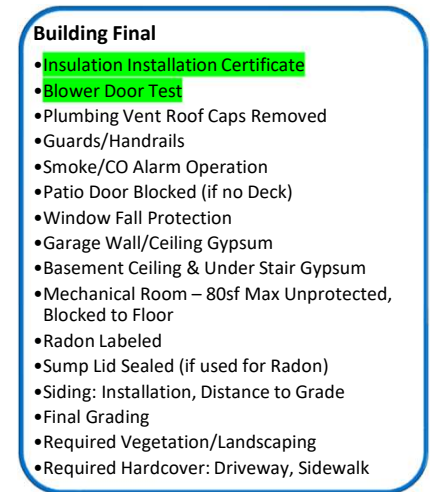 Building Final
•Insulation Installation Certificate
•Blower Door Test
•Plumbing Vent Roof Caps Removed
•Guards/Handrails
•Smoke/CO Alarm Operation
•Patio Door Blocked (if no Deck)
•Window Fall Protection
•Garage Wall/Ceiling Gypsum
•Basement Ceiling & Under Stair Gypsum
•Mechanical Room – 80sf Max Unprotected,
Blocked to Floor
•Radon Labeled
•Sump Lid Sealed (if used for Radon)
•Siding: Installation, Distance to Grade
•Final Grading
•Required Vegetation/Landscaping
•Required Hardcover: Driveway, Sidewalk